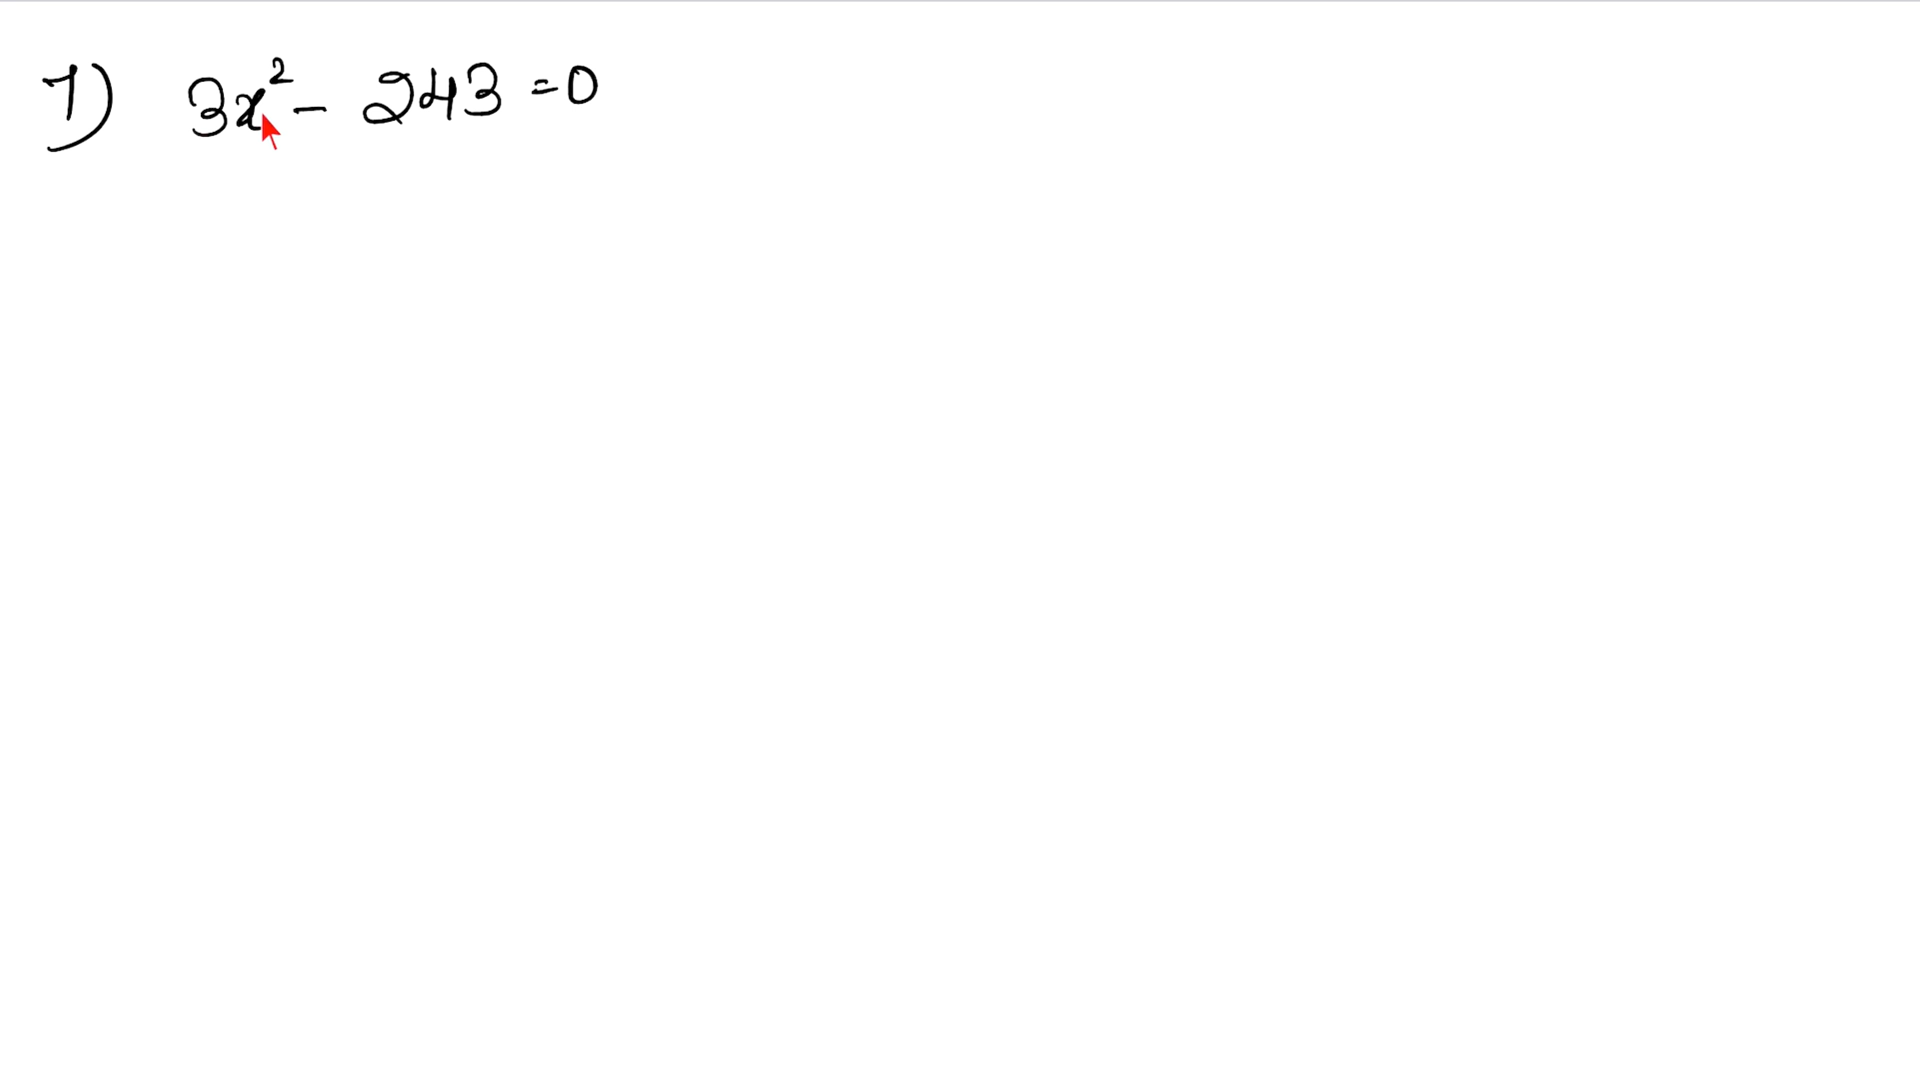 1) 3x² - 243 = 0